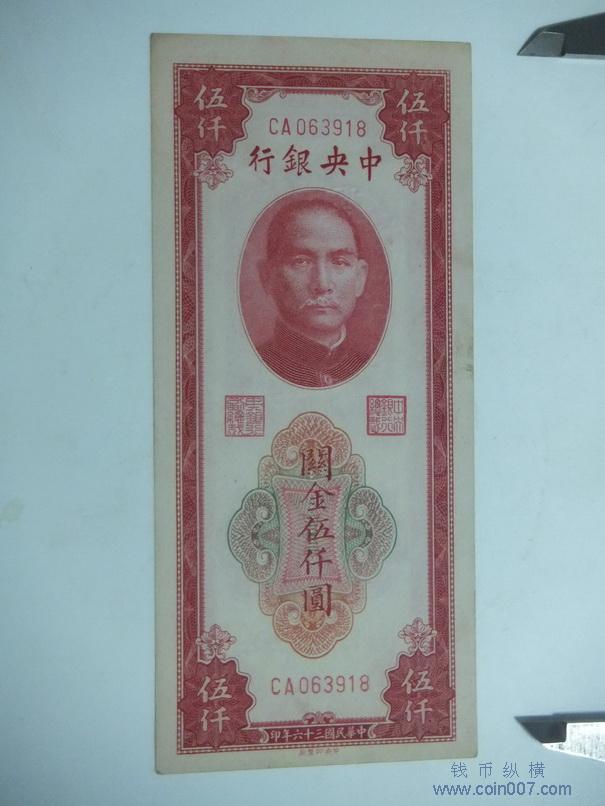 伍仟 伍仟
CA063918
中央銀行
關金伍仟圓
CA063918
伍仟 伍仟
中華民國三十六年印
钱币纵横
www.coin007.com